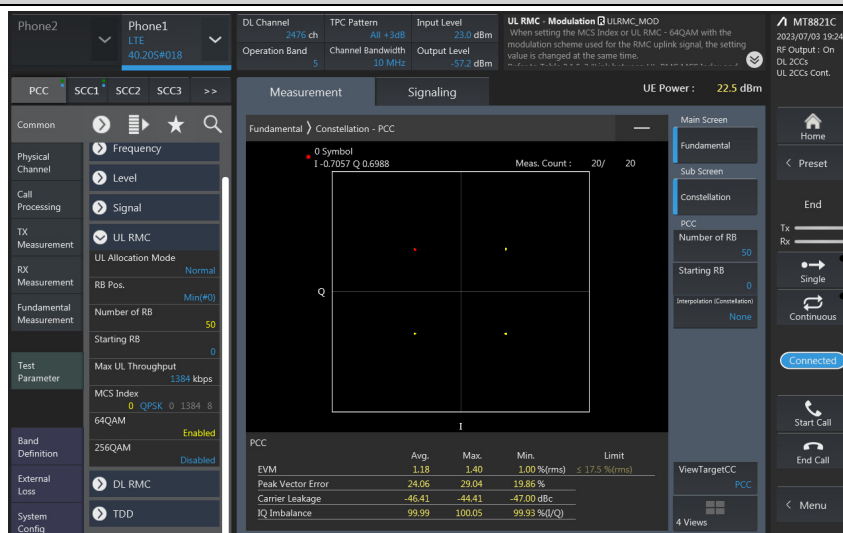 Phone2
Phone1
LTE
40.20S#018
DL Channel
2476 ch
TPC Pattern
All +3dB
Input Level
23.0 dBm
Operation Band
5
Channel Bandwidth
10 MHz
Output Level
-57.2 dBm
UL RMC - Modulation R ULRMC_MOD
When setting the MCS Index or UL RMC - 64QAM with the
modulation scheme used for the RMC uplink signal, the setting
value is changed at the same time.
MT8821C
2023/07/03 19:24
RF Output : On
DL 2CCs
UL 2CCs Cont.
PCC
SCC1
SCC2
SCC3
>>
Measurement
Signaling
UE Power : 22.5 dBm
Common
Physical
Channel
Call
Processing
TX
Measurement
RX
Measurement
Fundamental
Measurement
Test
Parameter
Band
Definition
External
Loss
System
Config
Frequency
Level
Signal
UL RMC
UL Allocation Mode
Normal
RB Pos.
Min(#0)
Number of RB
50
Starting RB
0
Max UL Throughput
1384 kbps
MCS Index
0 QPSK 0 1384 8
64QAM
Enabled
256QAM
Disabled
DL RMC
TDD
Fundamental > Constellation - PCC
0 Symbol
I -0.7057 Q 0.6988
Meas. Count : 20/ 20
Q
I
PCC
Avg. Max. Min. Limit
EVM 1.18 1.40 1.00 %(rms) ≤ 17.5 %(rms)
Peak Vector Error 24.06 29.04 19.86 %
Carrier Leakage -46.41 -44.41 -47.00 dBc
IQ Imbalance 99.99 100.05 99.93 %(I/Q)
Main Screen
Fundamental
Sub Screen
Constellation
PCC
Number of RB
50
Starting RB
0
Interpolation (Constellation)
None
ViewTargetCC
PCC
4 Views
Home
< Preset
End
Tx
Rx
Single
Continuous
Connected
Start Call
End Call
< Menu